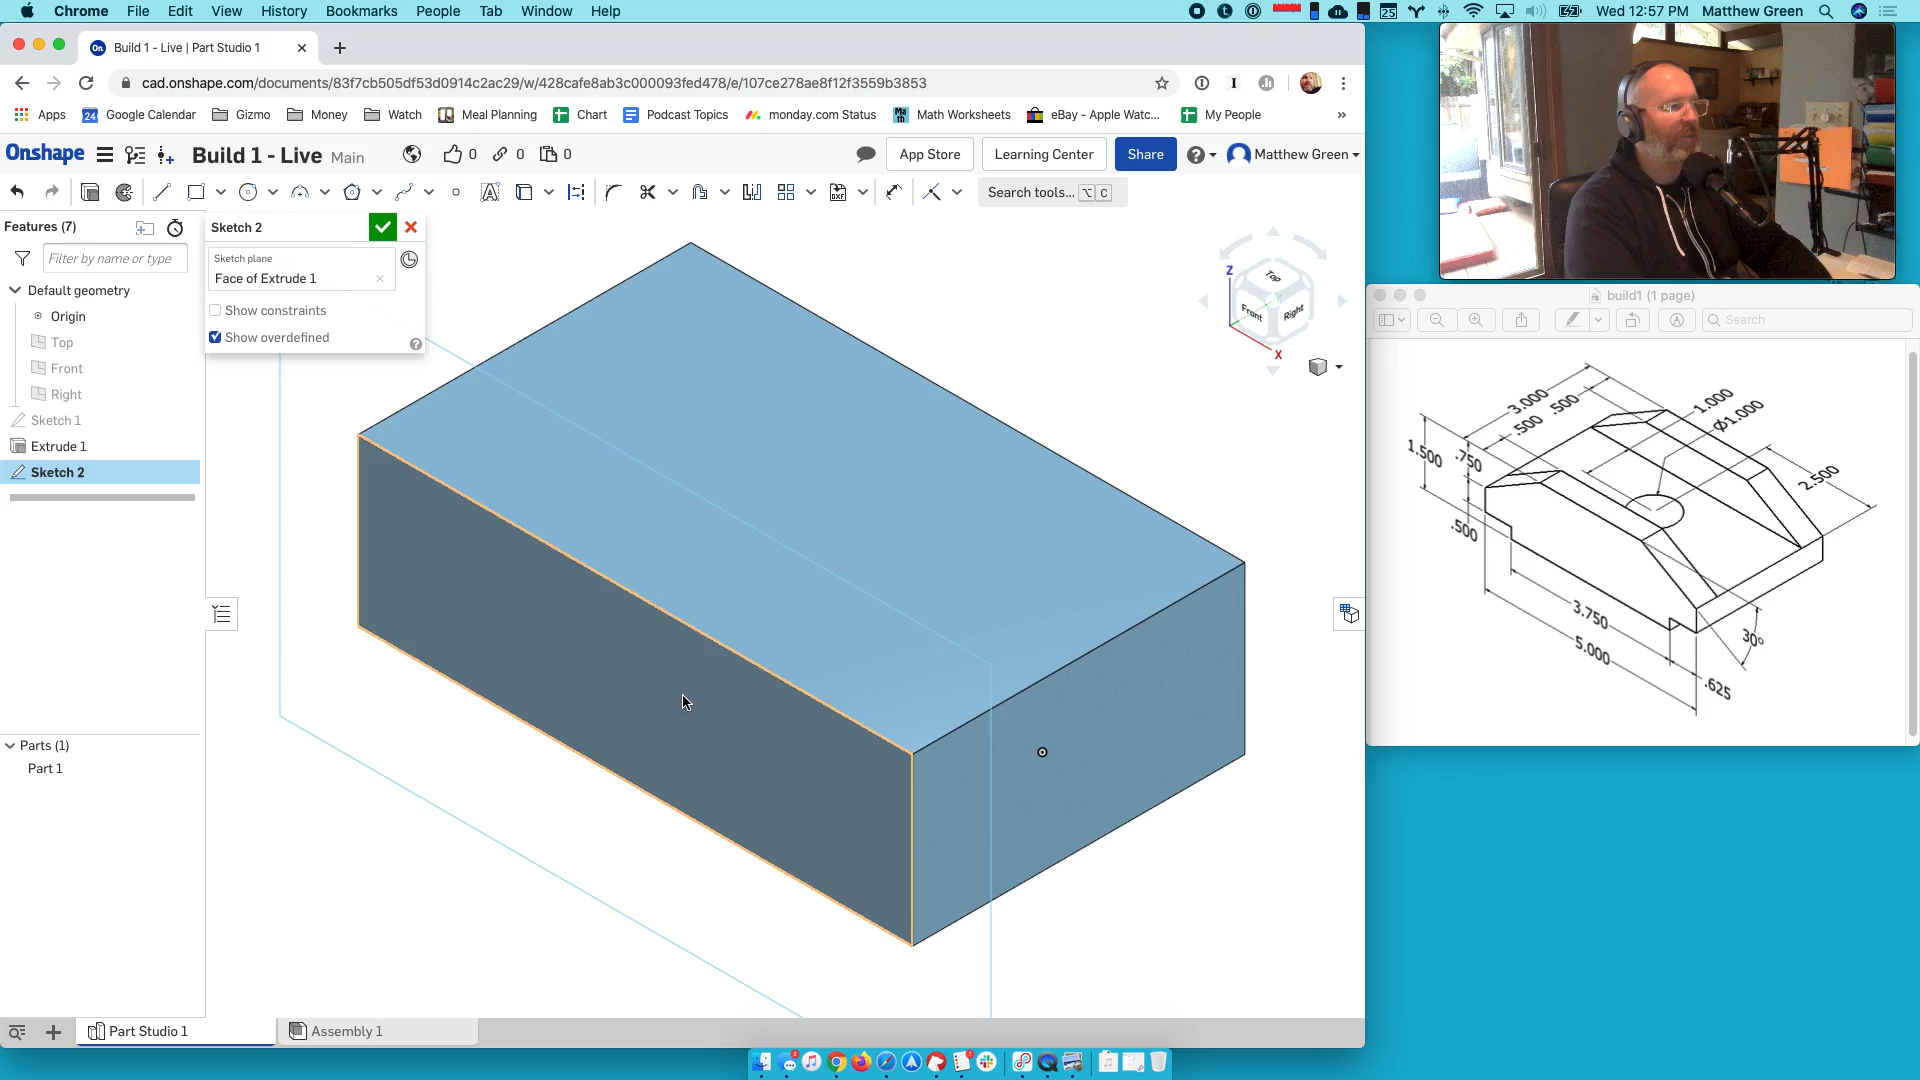 Chrome File Edit View History Bookmarks People Tab Window Help
25 Wed 12:57 PM Matthew Green
On Build 1 - Live | Part Studio 1
cad.onshape.com/documents/83f7cb505df53d0914c2ac29/w/428cafe8ab3c000093fed478/e/107ce278ae8f12f3559b3853
Apps 24 Google Calendar Gizmo Money Watch Meal Planning Chart Podcast Topics monday.com Status Math Worksheets eBay - Apple Watc... My People »
Onshape Build 1 - Live Main 0 0 0 App Store Learning Center Share Matthew Green
DXF Search tools... ⌥ C
Features (7)
Filter by name or type
Default geometry
Origin
Top
Front
Right
Sketch 1
Extrude 1
Sketch 2
Parts (1)
Part 1
Sketch 2
Sketch plane
Face of Extrude 1
Show constraints
Show overdefined
Z
Top
Front
Right
X
build1 (1 page)
Search
3.000
.500
.500
1.000
Ø1.000
1.500
.750
2.500
.500
3.750
5.000
30°
.625
Part Studio 1
Assembly 1